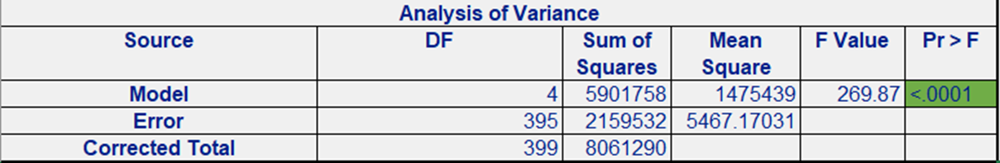 Analysis of Variance
Source DF Sum of Squares Mean Square F Value Pr > F
Model 4 5901758 1475439 269.87 <.0001
Error 395 2159532 5467.17031
Corrected Total 399 8061290